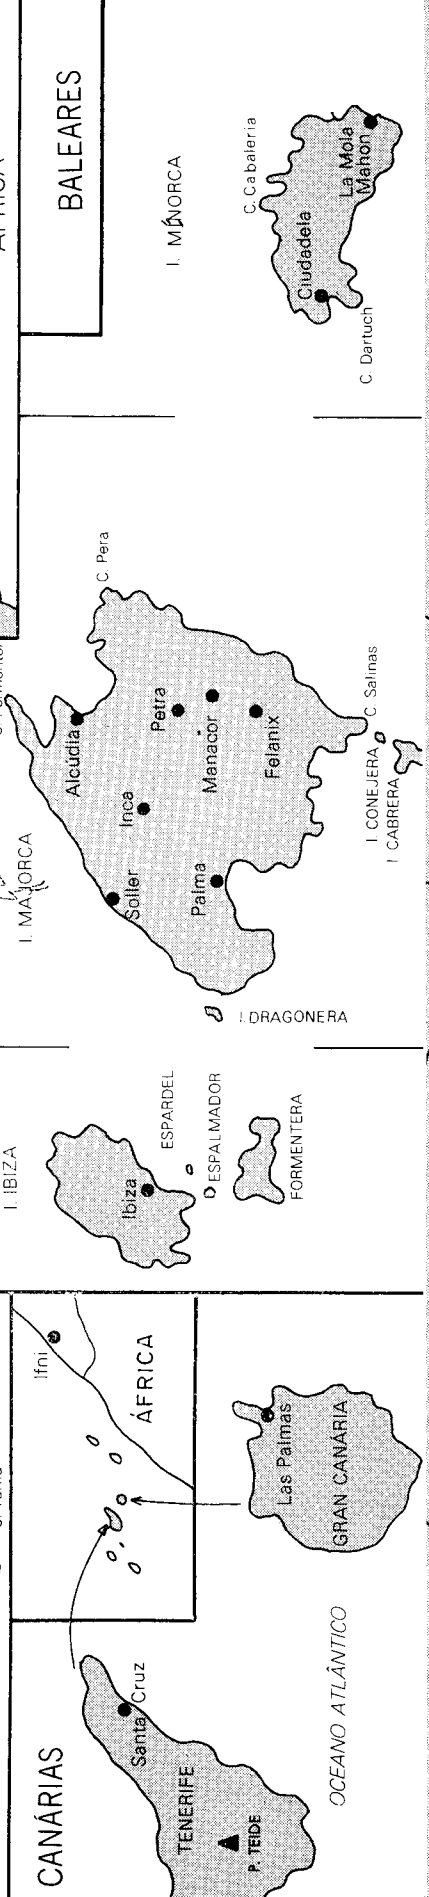 CANÁRIAS
TENERIFE
P. TEIDE
Santa Cruz
OCEANO ATLÂNTICO
Ifni
ÁFRICA
Las Palmas
GRAN CANÁRIA
I. IBIZA
Ibiza
ESPARDEL
ESPALMADOR
FORMENTERA
I. MAJORCA
Soller
Alcúdia
Inca
Petra
Palma
Manacor
Felanix
C. Pera
C. Salinas
I. CONEJERA
I CABRERA
I. DRAGONERA
BALEARES
I. MINORCA
C. Cabaleria
Ciudadela
La Mola
Mahon
C. Dartuch